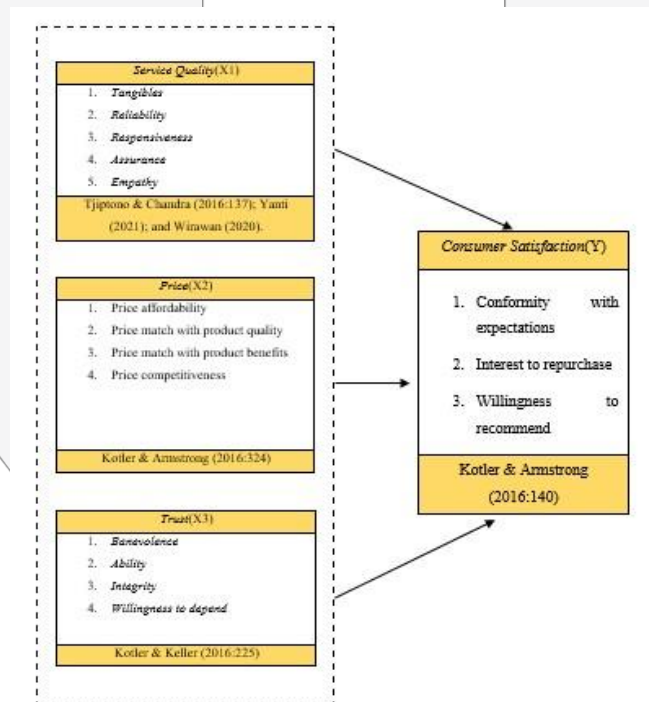 Service Quality(X1)
1. Tangibles
2. Reliability
3. Responsiveness
4. Assurance
5. Empathy
Tjiptono & Chandra (2016:137); Yanti
(2021); and Wirawan (2020).
Price(X2)
1. Price affordability
2. Price match with product quality
3. Price match with product benefits
4. Price competitiveness
Kotler & Armstrong (2016:324)
Trust(X3)
1. Benevolence
2. Ability
3. Integrity
4. Willingness to depend
Kotler & Keller (2016:225)
Consumer Satisfaction(Y)
1. Conformity with
expectations
2. Interest to repurchase
3. Willingness to
recommend
Kotler & Armstrong
(2016:140)